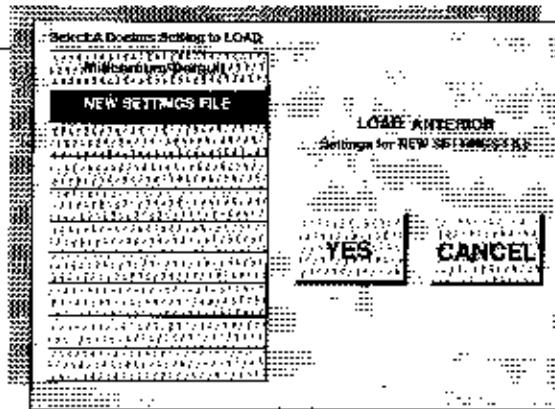 Select A Doctors Setting to LOAD
Millennium Default
NEW SETTINGS FILE
LOAD ANTERIOR
Settings for NEW SETTINGS FILE
YES
CANCEL